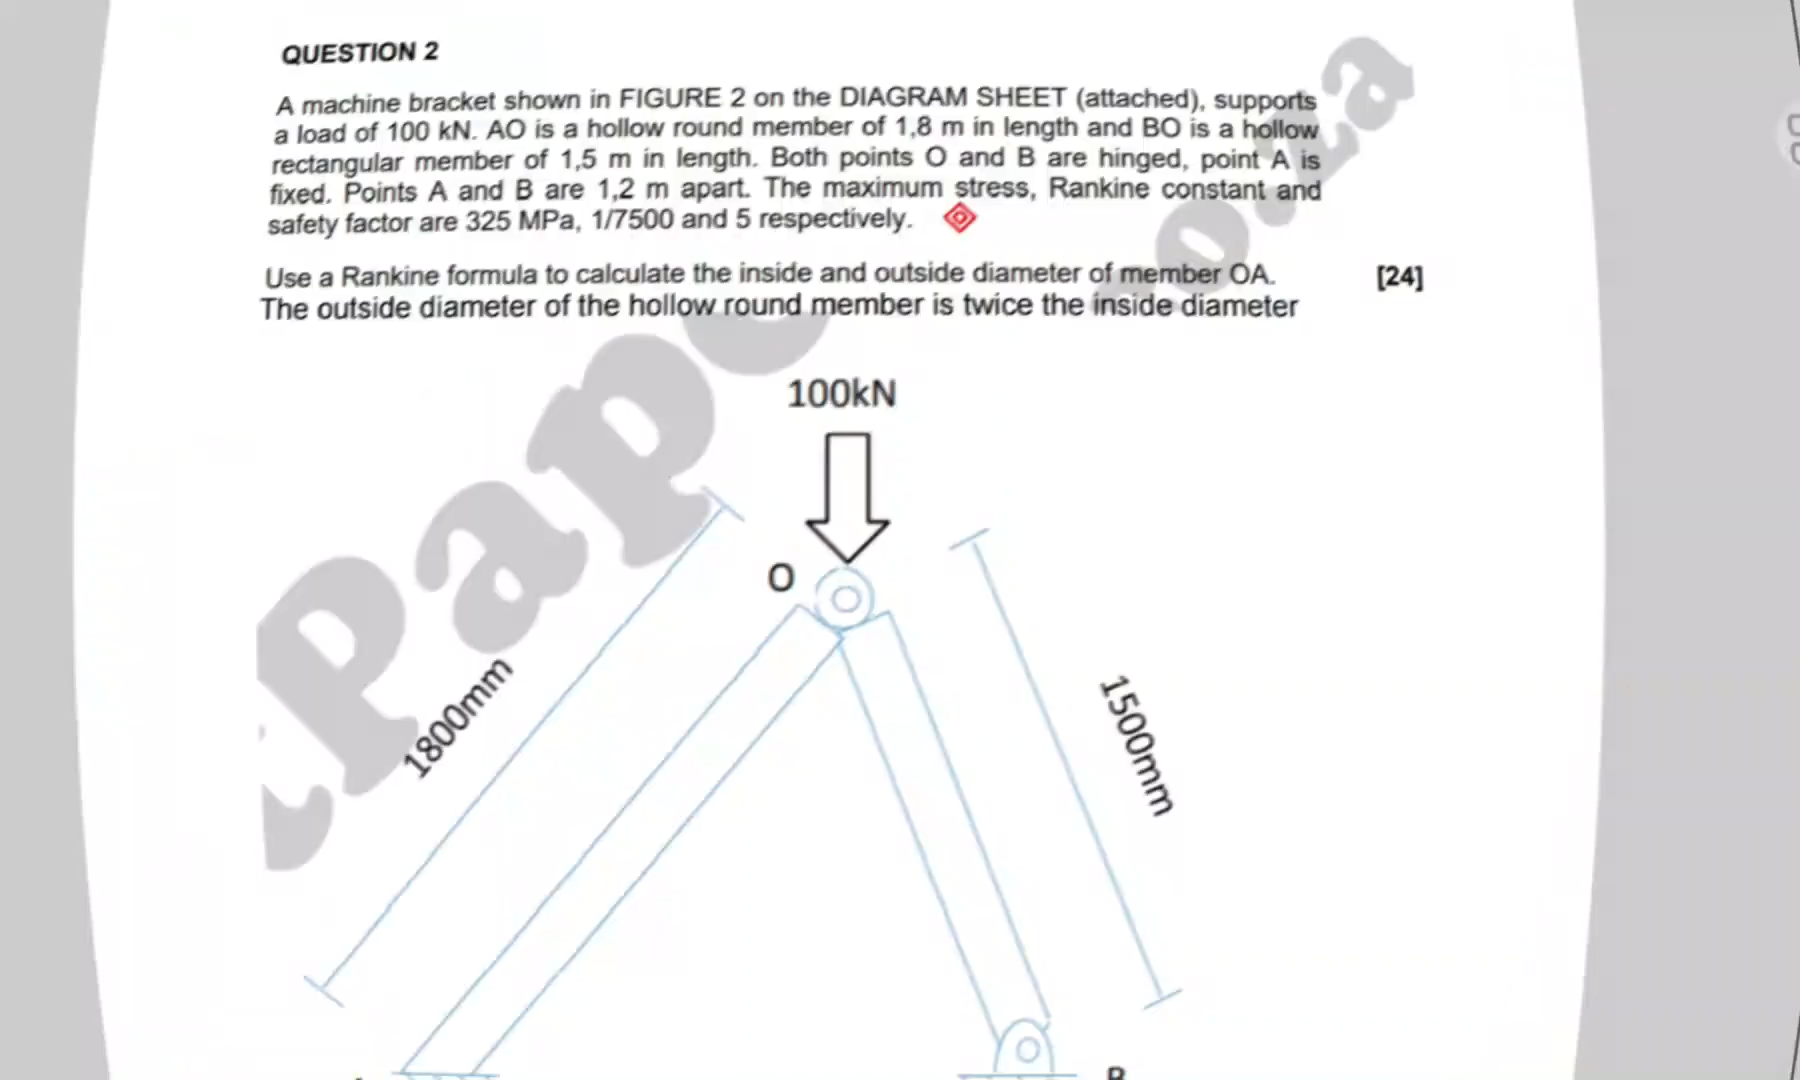 QUESTION 2
A machine bracket shown in FIGURE 2 on the DIAGRAM SHEET (attached), supports
a load of 100 kN. AO is a hollow round member of 1,8 m in length and BO is a hollow
rectangular member of 1,5 m in length. Both points O and B are hinged, point A is
fixed. Points A and B are 1,2 m apart. The maximum stress, Rankine constant and
safety factor are 325 MPa, 1/7500 and 5 respectively.
Use a Rankine formula to calculate the inside and outside diameter of member OA. [24]
The outside diameter of the hollow round member is twice the inside diameter
100kN
O
1800mm
1500mm
B